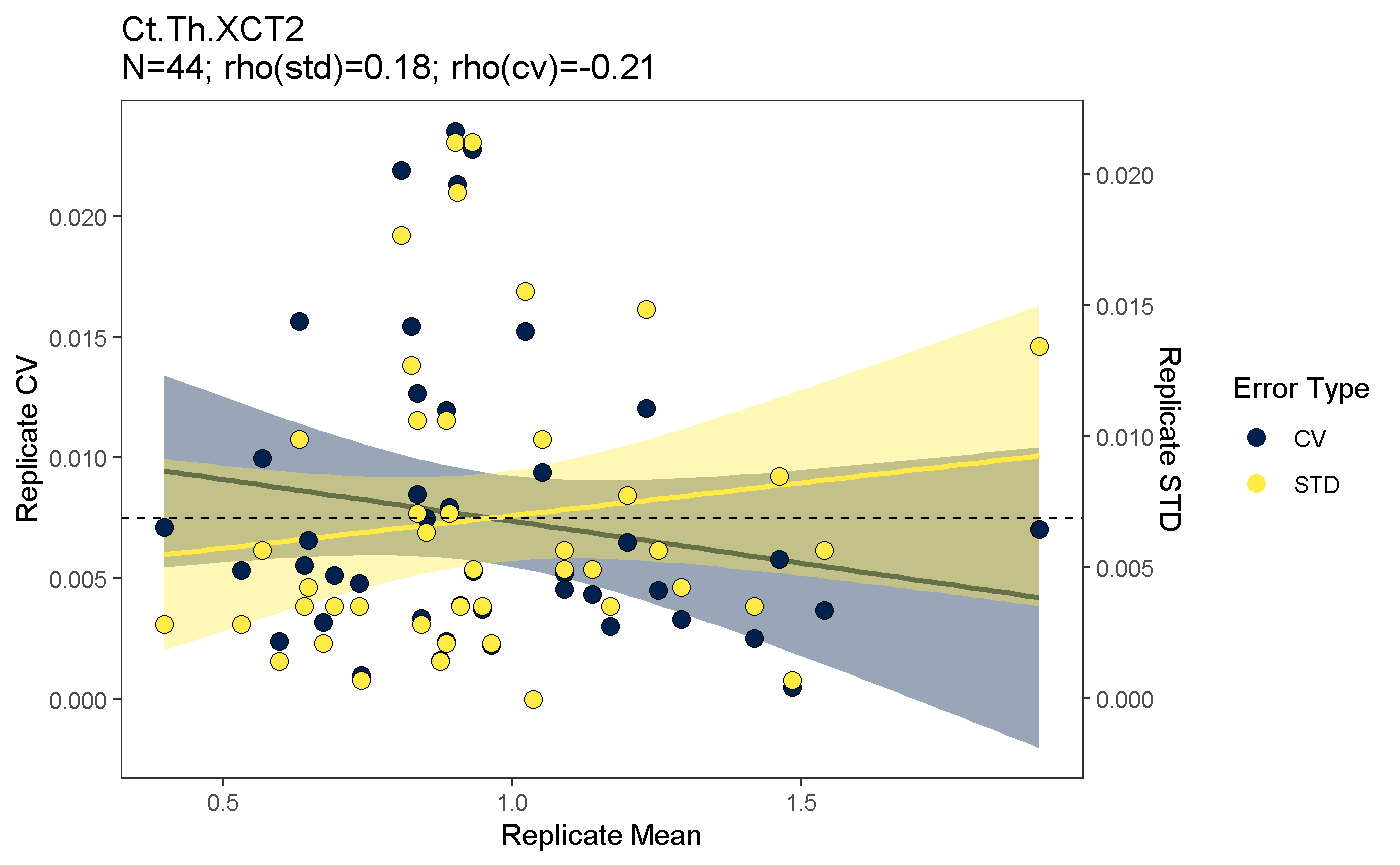 Ct.Th.XCT2
N=44; rho(std)=0.18; rho(cv)=-0.21
Replicate CV
0.020
0.015
0.010
0.005
0.000
0.020
0.015
0.010
0.005
0.000
Replicate STD
0.5
1.0
1.5
Replicate Mean
Error Type
CV
STD